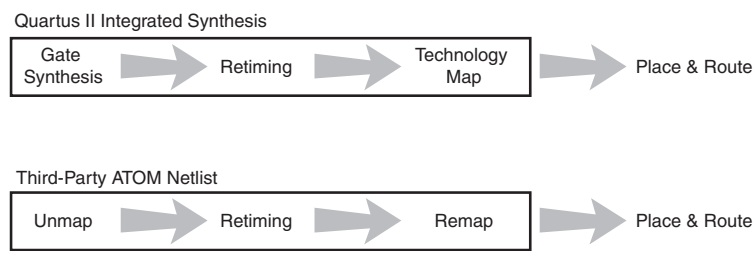 Quartus II Integrated Synthesis
Gate
Synthesis
Retiming
Technology
Map
Place & Route
Third-Party ATOM Netlist
Unmap
Retiming
Remap
Place & Route